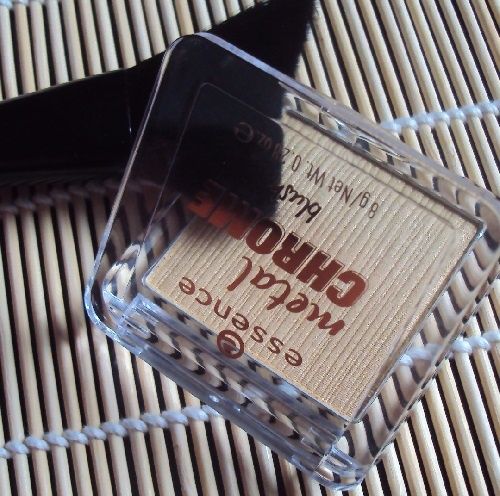 essence
metal
CHROME
blush
8 g/Net Wt. 0.28 oz. ℮